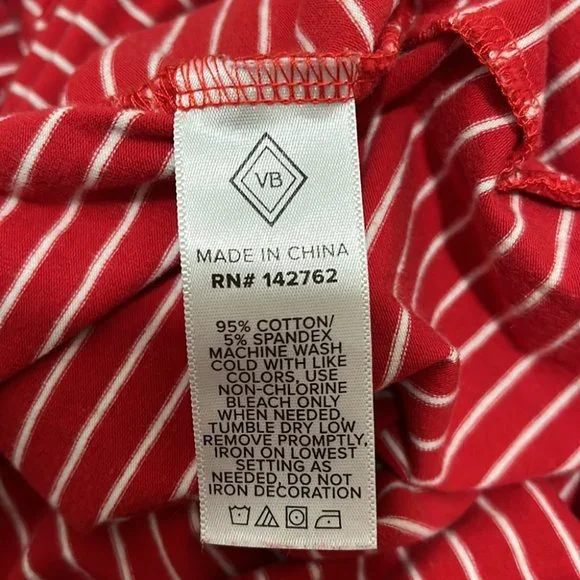 VB
MADE IN CHINA
RN# 142762
95% COTTON/
5% SPANDEX
MACHINE WASH
COLD WITH LIKE
COLORS, USE
NON-CHLORINE
BLEACH ONLY
WHEN NEEDED,
TUMBLE DRY LOW
REMOVE PROMPTLY,
IRON ON LOWEST
SETTING AS
NEEDED, DO NOT
IRON DECORATION